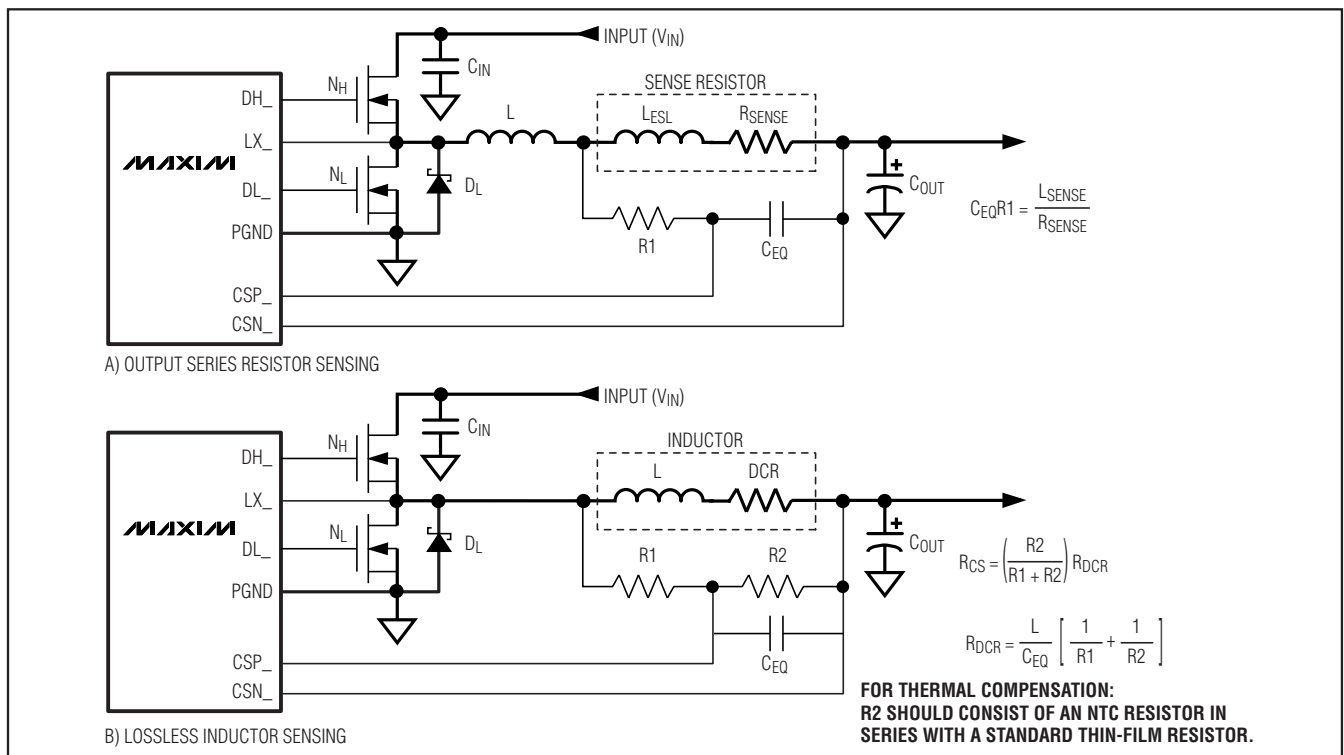 INPUT (VIN)
CIN
SENSE RESISTOR
NH
DH_
L
LESL
RSENSE
LX_
MAXIM
NL
DL_
DL
COUT
+
CEQR1 = LSENSE
RSENSE
PGND
R1
CEQ
CSP_
CSN_
A) OUTPUT SERIES RESISTOR SENSING
INPUT (VIN)
CIN
INDUCTOR
NH
DH_
L
DCR
LX_
MAXIM
NL
DL_
DL
COUT
+
R1
R2
RCS = (R2
R1 + R2) RDCR
PGND
CEQ
RDCR = L
CEQ [1
R1 + 1
R2]
CSP_
CSN_
FOR THERMAL COMPENSATION:
R2 SHOULD CONSIST OF AN NTC RESISTOR IN
SERIES WITH A STANDARD THIN-FILM RESISTOR.
B) LOSSLESS INDUCTOR SENSING